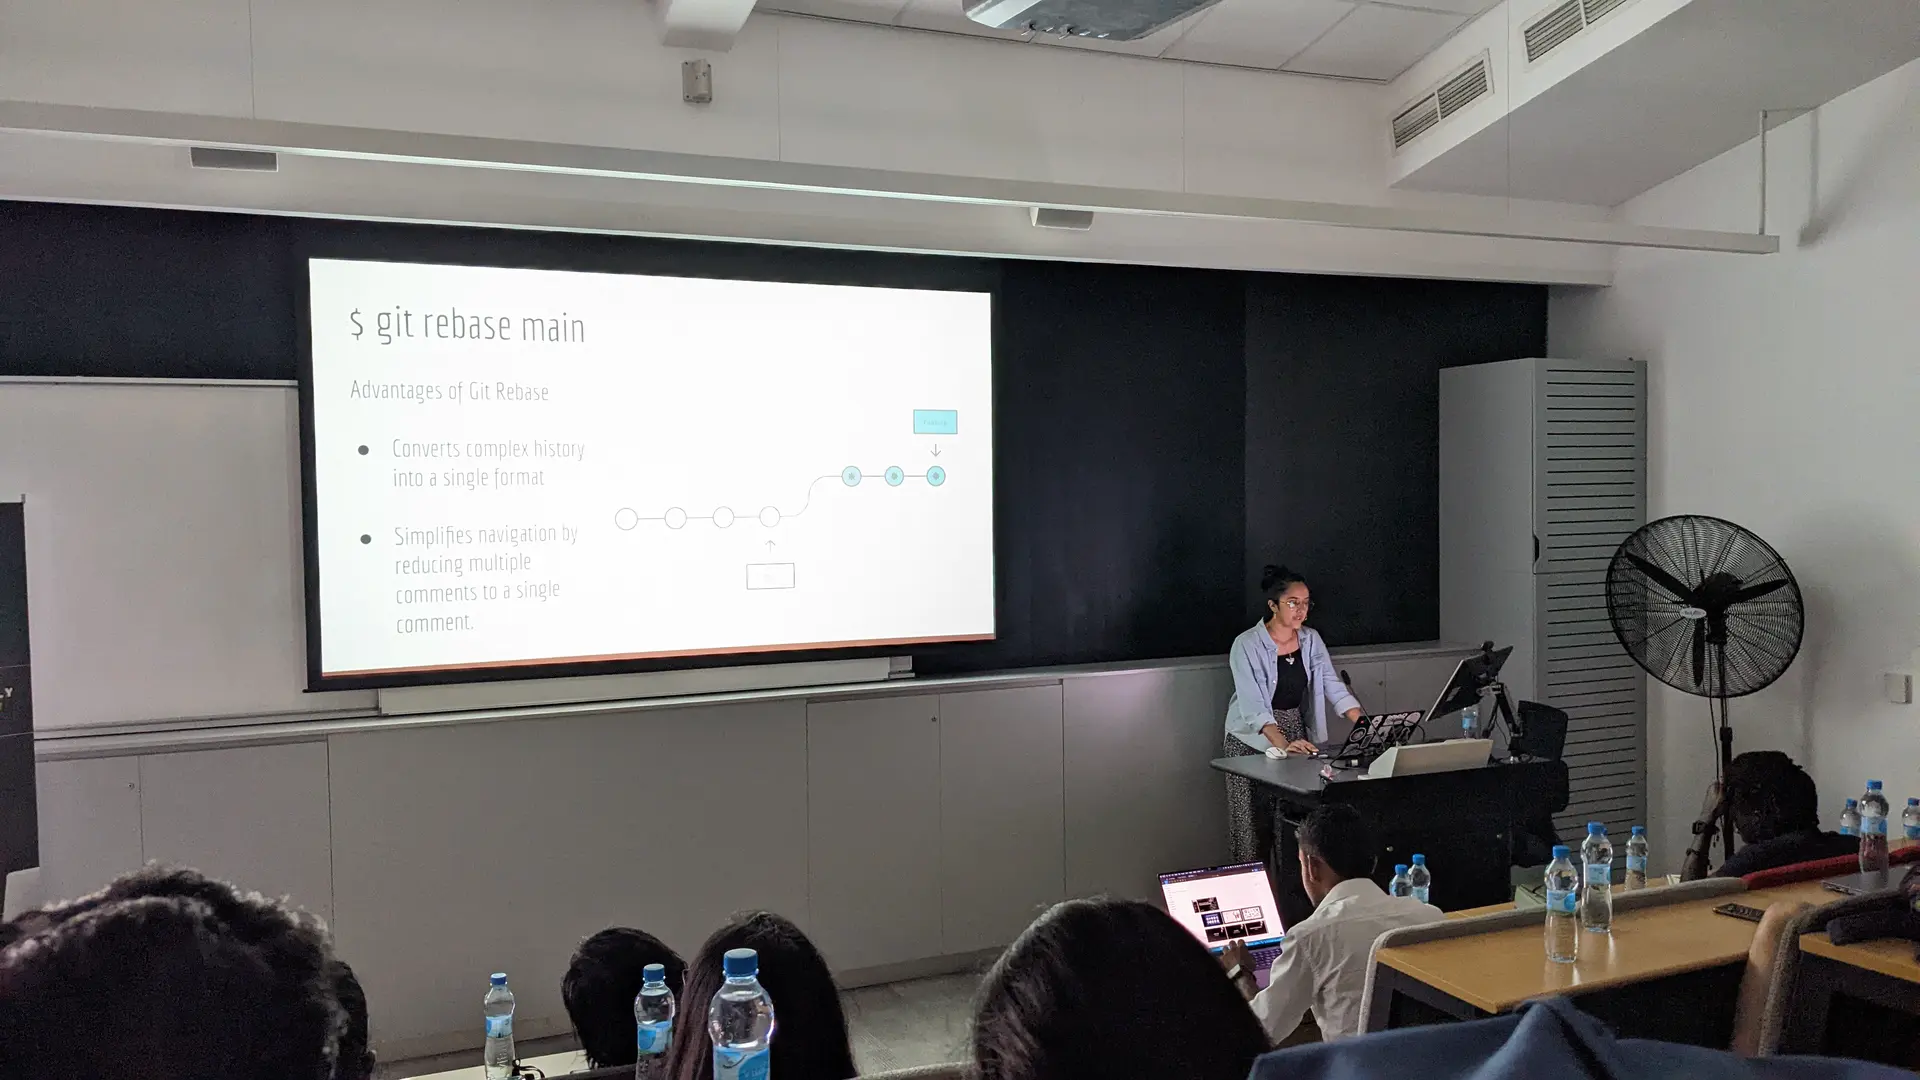 $ git rebase main
Advantages of Git Rebase
● Converts complex history
into a single format
● Simplifies navigation by
reducing multiple
comments to a single
comment.